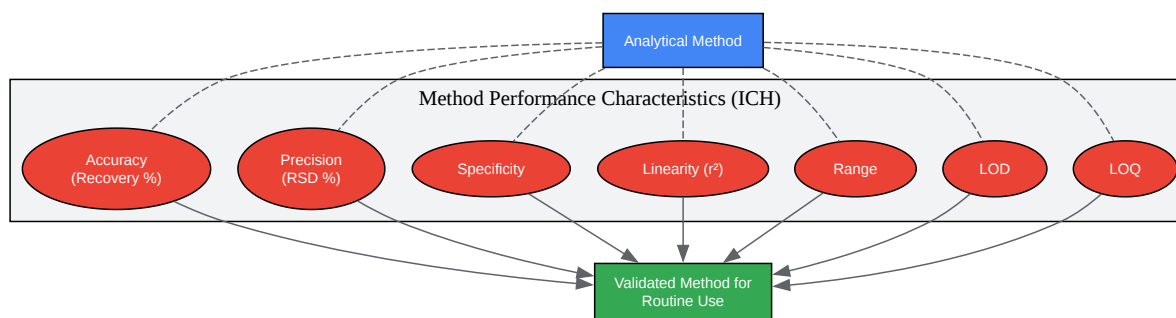 Analytical Method
Method Performance Characteristics (ICH)
Accuracy
(Recovery %)
Precision
(RSD %)
Specificity
Linearity (r²)
Range
LOD
LOQ
Validated Method for
Routine Use